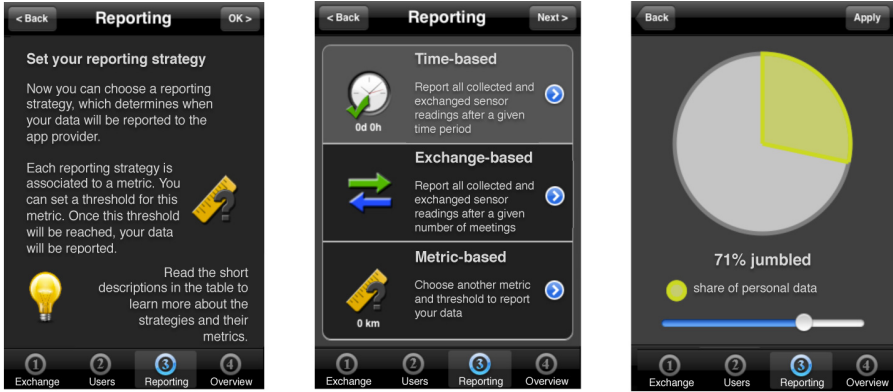 < Back
Reporting
OK >
Set your reporting strategy
Now you can choose a reporting
strategy, which determines when
your data will be reported to the
app provider.
Each reporting strategy is
associated to a metric. You
can set a threshold for this
metric. Once this threshold
will be reached, your data
will be reported.
?
Read the short
descriptions in the table to
learn more about the
strategies and their
metrics.
1
Exchange
2
Users
3
Reporting
4
Overview
< Back
Reporting
Next >
Time-based
Report all collected and
exchanged sensor
readings after a given
time period
0d 0h
Exchange-based
Report all collected and
exchanged sensor
readings after a given
number of meetings
Metric-based
Choose another metric
and threshold to report
your data
?
0 km
1
Exchange
2
Users
3
Reporting
4
Overview
Back
Apply
71% jumbled
share of personal data
1
Exchange
2
Users
3
Reporting
4
Overview